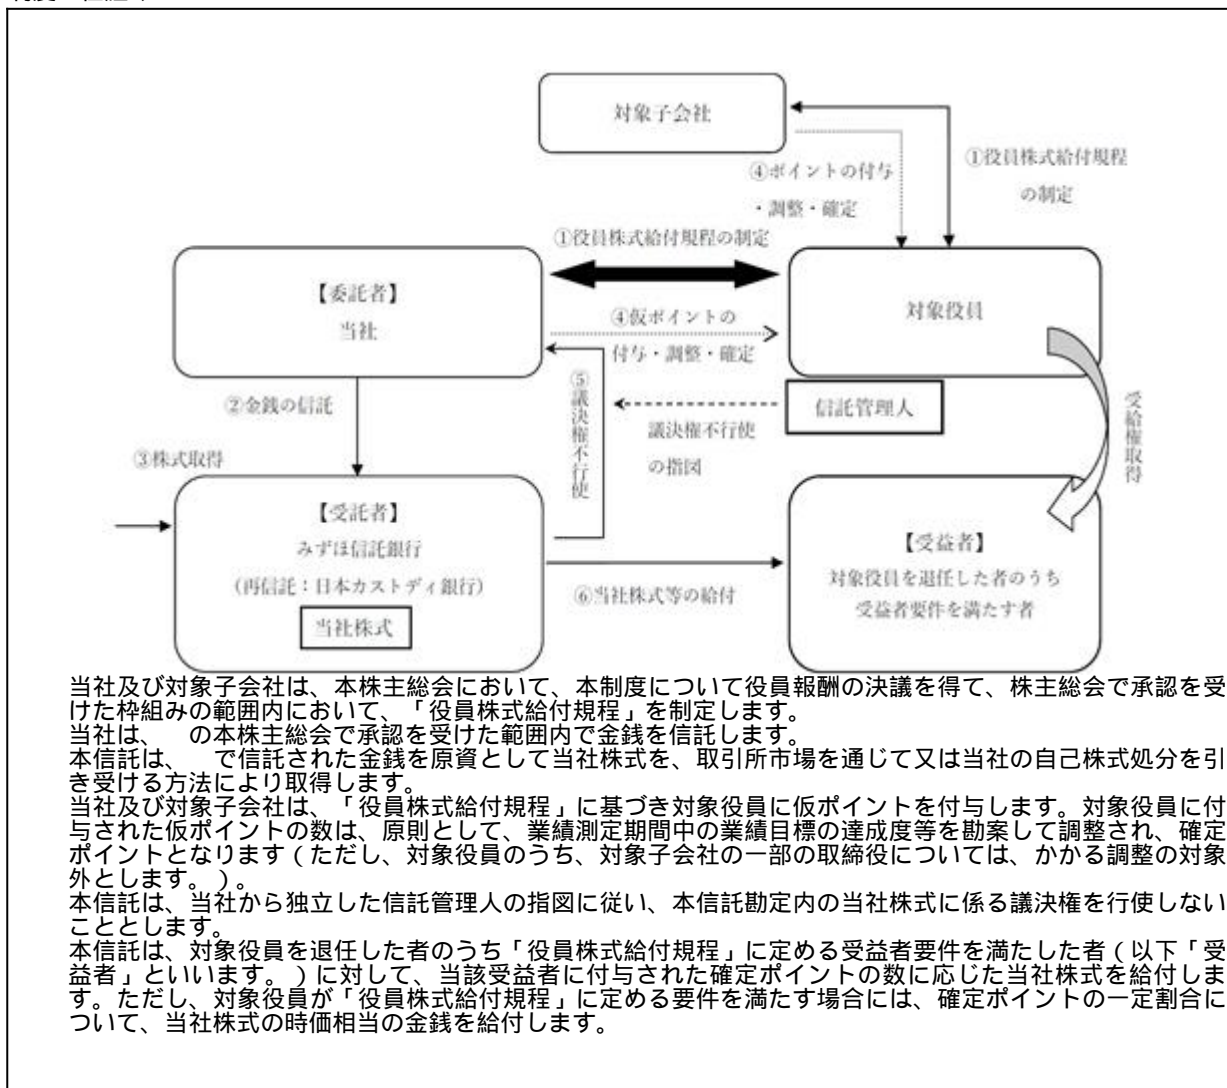 対象子会社
①役員株式給付規程
の制定
④ポイントの付与
・調整・確定
①役員株式給付規程の制定
【委託者】
当社
④仮ポイントの
付与・調整・確定
対象役員
②金銭の信託
⑤議決権不行使
議決権不行使
の指図
信託管理人
受給権取得
③株式取得
【受託者】
みずほ信託銀行
(再信託：日本カストディ銀行)
当社株式
⑥当社株式等の給付
【受益者】
対象役員を退任した者のうち
受益者要件を満たす者
当社及び対象子会社は、本株主総会において、本制度について役員報酬の決議を得て、株主総会で承認を受
けた枠組みの範囲内において、「役員株式給付規程」を制定します。
当社は、　の本株主総会で承認を受けた範囲内で金銭を信託します。
本信託は、　で信託された金銭を原資として当社株式を、取引所市場を通じて又は当社の自己株式処分を引
き受ける方法により取得します。
当社及び対象子会社は、「役員株式給付規程」に基づき対象役員に仮ポイントを付与します。対象役員に付
与された仮ポイントの数は、原則として、業績測定期間中の業績目標の達成度等を勘案して調整され、確定
ポイントとなります（ただし、対象役員のうち、対象子会社の一部の取締役については、かかる調整の対象
外とします。）。
本信託は、当社から独立した信託管理人の指図に従い、本信託勘定内の当社株式に係る議決権を行使しない
こととします。
本信託は、対象役員を退任した者のうち「役員株式給付規程」に定める受益者要件を満たした者（以下「受
益者」といいます。）に対して、当該受益者に付与された確定ポイントの数に応じた当社株式を給付しま
す。ただし、対象役員が「役員株式給付規程」に定める要件を満たす場合には、確定ポイントの一定割合に
ついて、当社株式の時価相当の金銭を給付します。